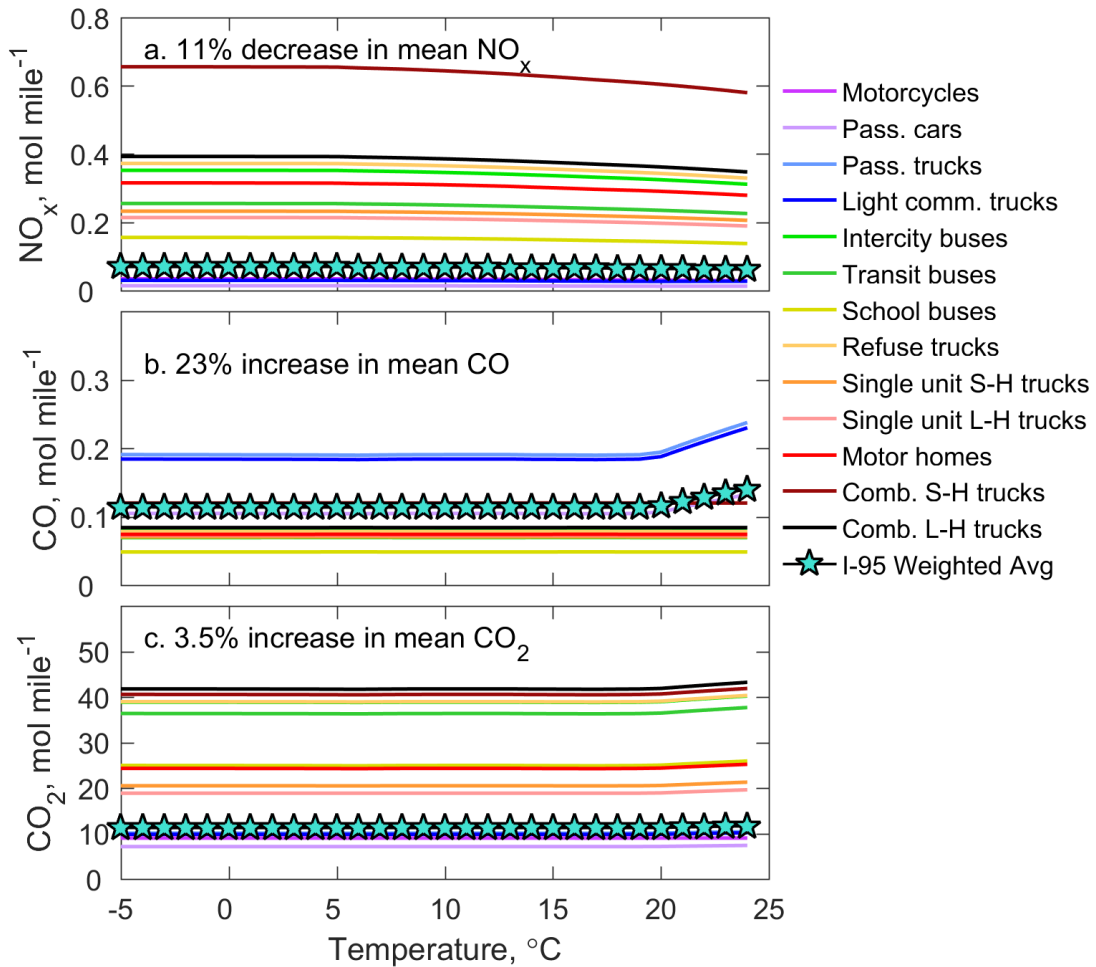 0.8
a. 11% decrease in mean NOx
0.6
0.4
0.2
0
NOx, mol mile-1
b. 23% increase in mean CO
0.3
0.2
0.1
0
CO, mol mile-1
c. 3.5% increase in mean CO2
50
40
30
20
10
0
CO2, mol mile-1
-5 0 5 10 15 20 25
Temperature, °C
Motorcycles
Pass. cars
Pass. trucks
Light comm. trucks
Intercity buses
Transit buses
School buses
Refuse trucks
Single unit S-H trucks
Single unit L-H trucks
Motor homes
Comb. S-H trucks
Comb. L-H trucks
I-95 Weighted Avg